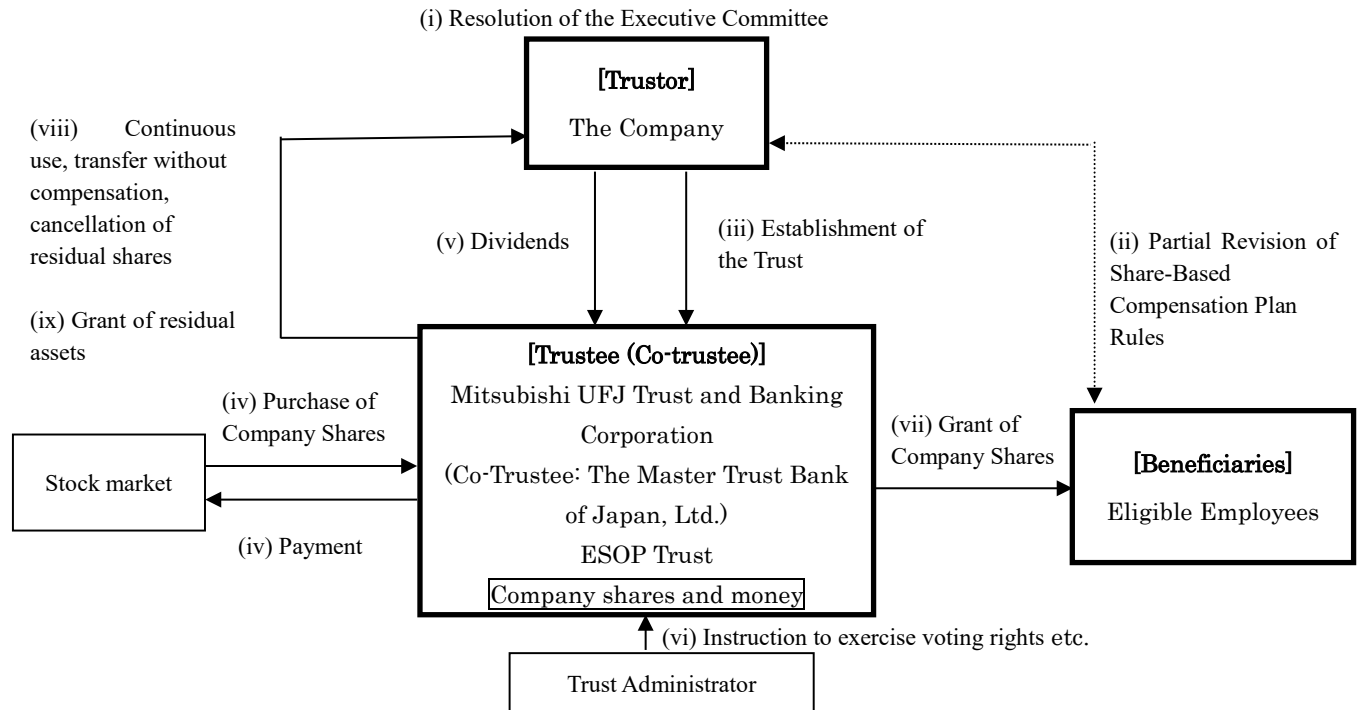 (i) Resolution of the Executive Committee
[Trustor]
The Company
(viii) Continuous
use, transfer without
compensation,
cancellation of
residual shares
(v) Dividends
(iii) Establishment of
the Trust
(ii) Partial Revision of
Share-Based
Compensation Plan
Rules
(ix) Grant of residual
assets
[Trustee (Co-trustee)]
Mitsubishi UFJ Trust and Banking
Corporation
(Co-Trustee: The Master Trust Bank
of Japan, Ltd.)
ESOP Trust
Company shares and money
(iv) Purchase of
Company Shares
Stock market
(iv) Payment
(vii) Grant of
Company Shares
[Beneficiaries]
Eligible Employees
(vi) Instruction to exercise voting rights etc.
Trust Administrator